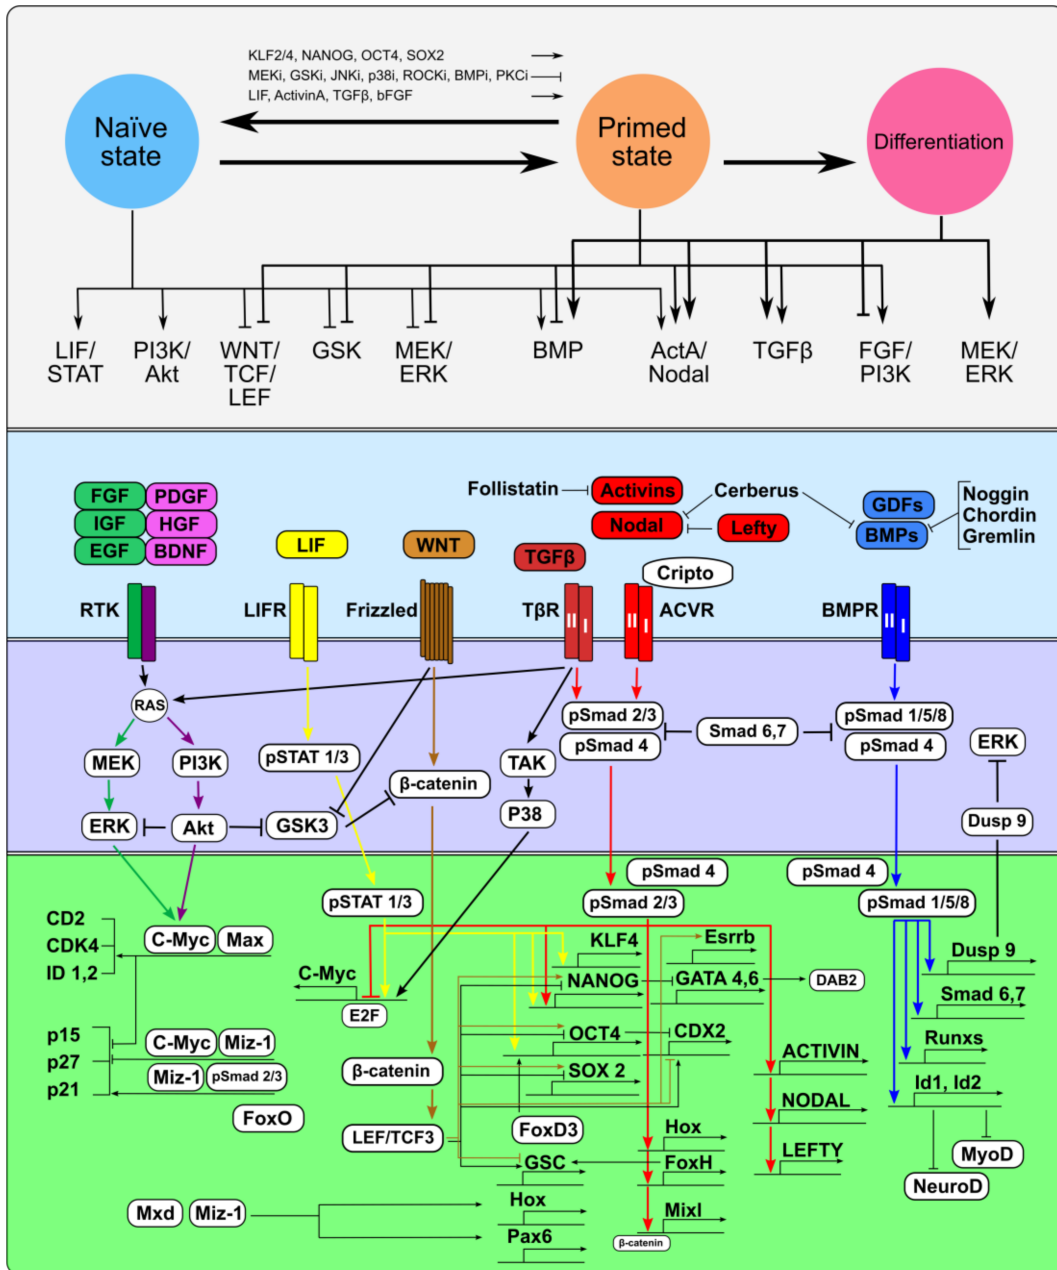 KLF2/4, NANOG, OCT4, SOX2
MEKi, GSKi, JNKi, p38i, ROCKi, BMPi, PKCi
LIF, ActivinA, TGFβ, bFGF
Naïve
state
Primed
state
Differentiation
LIF/
STAT
PI3K/
Akt
WNT/
TCF/
LEF
GSK
MEK/
ERK
BMP
ActA/
Nodal
TGFβ
FGF/
PI3K
MEK/
ERK
FGF
PDGF
IGF
HGF
EGF
BDNF
LIF
WNT
TGFβ
Follistatin
Activins
Nodal
Cerberus
Lefty
GDFs
BMPs
Noggin
Chordin
Gremlin
Cripto
RTK
LIFR
Frizzled
TβR
II
I
II
I
ACVR
BMPR
II
I
RAS
MEK
PI3K
ERK
Akt
GSK3
pSTAT 1/3
β-catenin
TAK
P38
pSmad 2/3
pSmad 4
Smad 6,7
pSmad 1/5/8
pSmad 4
ERK
Dusp 9
pSmad 4
pSmad 2/3
pSmad 4
pSmad 1/5/8
pSTAT 1/3
CD2
CDK4
ID 1,2
C-Myc
Max
C-Myc
E2F
KLF4
Esrrb
NANOG
GATA 4,6
DAB2
Dusp 9
Smad 6,7
Runxs
Id1, Id2
p15
p27
p21
C-Myc
Miz-1
Miz-1
pSmad 2/3
FoxO
OCT4
CDX2
SOX 2
β-catenin
LEF/TCF3
FoxD3
ACTIVIN
NODAL
LEFTY
Hox
GSC
FoxH
MyoD
NeuroD
Mxd
Miz-1
Hox
Pax6
Mixl
β-catenin